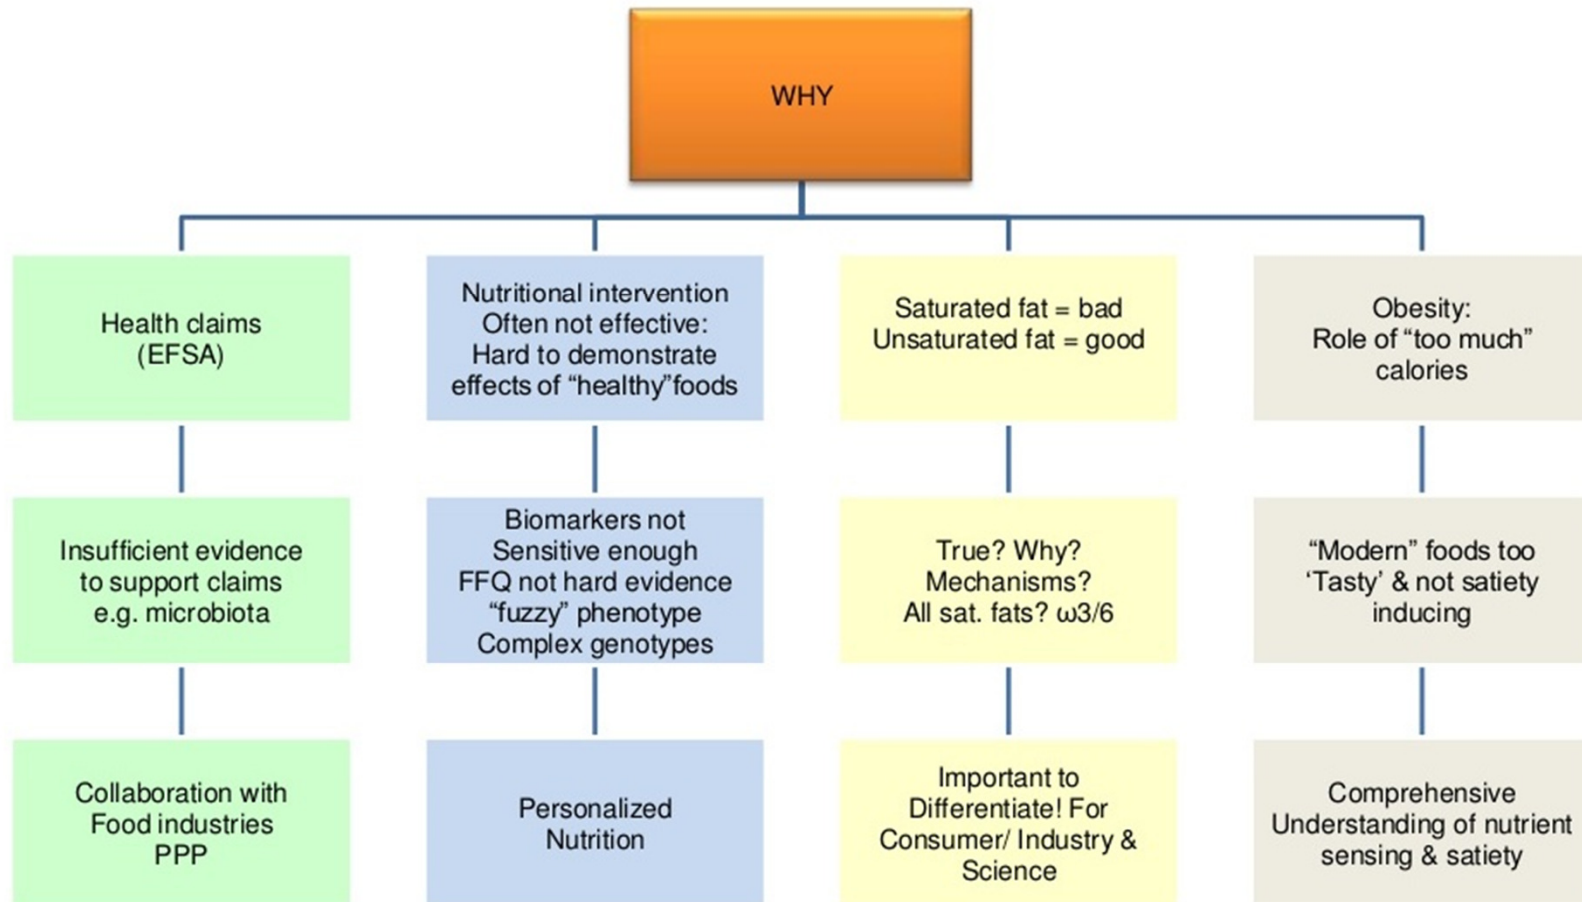 WHY
Health claims
(EFSA)
Nutritional intervention
Often not effective:
Hard to demonstrate
effects of “healthy”foods
Saturated fat = bad
Unsaturated fat = good
Obesity:
Role of “too much”
calories
Insufficient evidence
to support claims
e.g. microbiota
Biomarkers not
Sensitive enough
FFQ not hard evidence
“fuzzy” phenotype
Complex genotypes
True? Why?
Mechanisms?
All sat. fats? ω3/6
“Modern” foods too
‘Tasty’ & not satiety
inducing
Collaboration with
Food industries
PPP
Personalized
Nutrition
Important to
Differentiate! For
Consumer/ Industry &
Science
Comprehensive
Understanding of nutrient
sensing & satiety